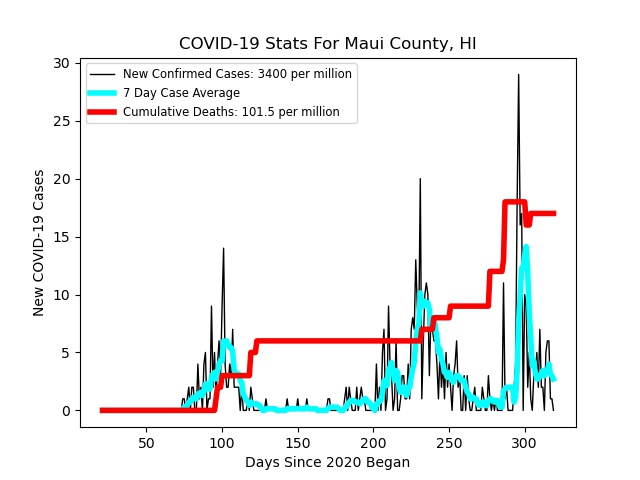 COVID-19 Stats For Maui County, HI
New Confirmed Cases: 3400 per million
7 Day Case Average
Cumulative Deaths: 101.5 per million
New COVID-19 Cases
30
25
20
15
10
5
0
50 100 150 200 250 300
Days Since 2020 Began